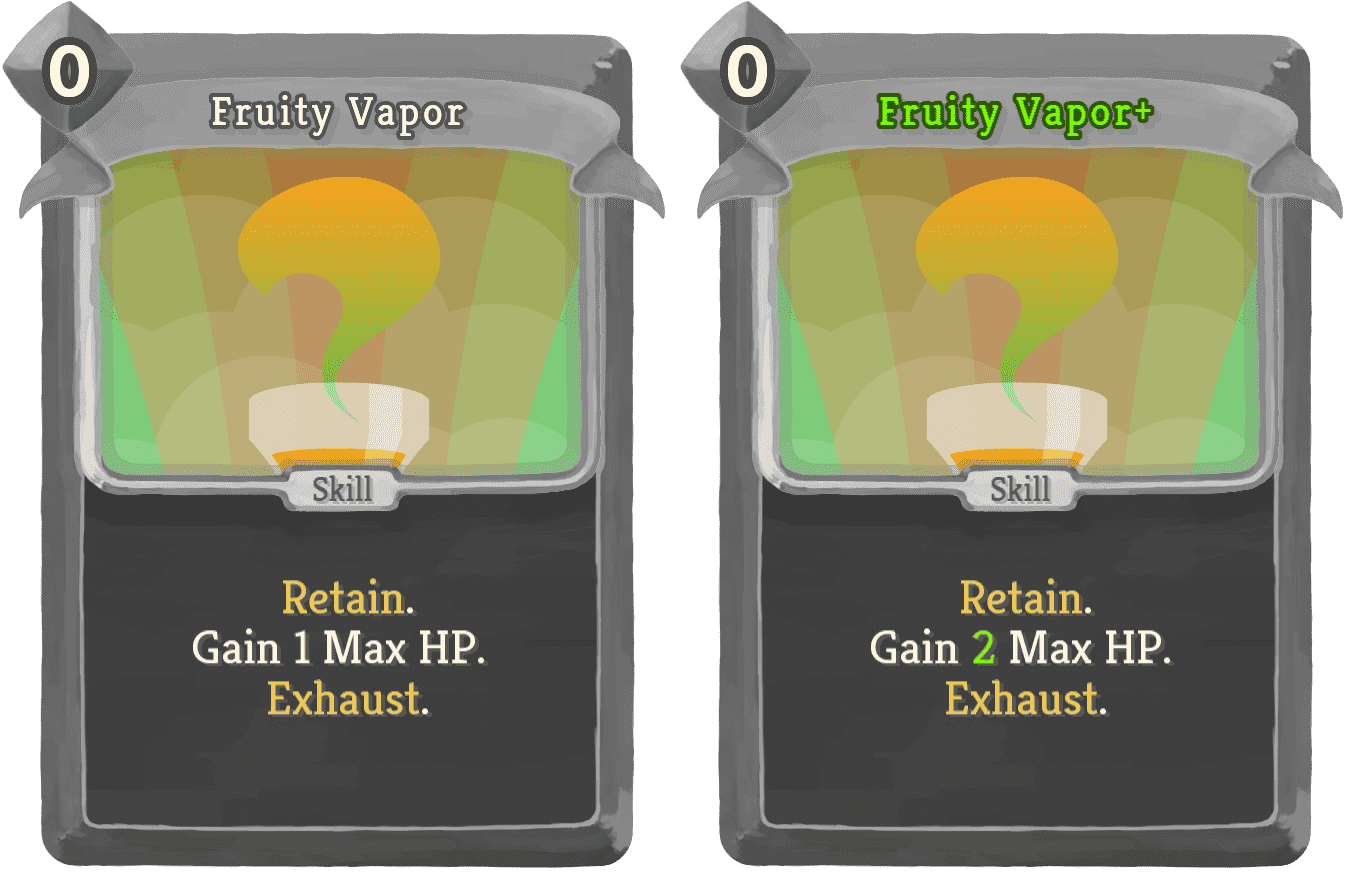 0
Fruity Vapor
Skill
Retain.
Gain 1 Max HP.
Exhaust.
0
Fruity Vapor+
Skill
Retain.
Gain 2 Max HP.
Exhaust.